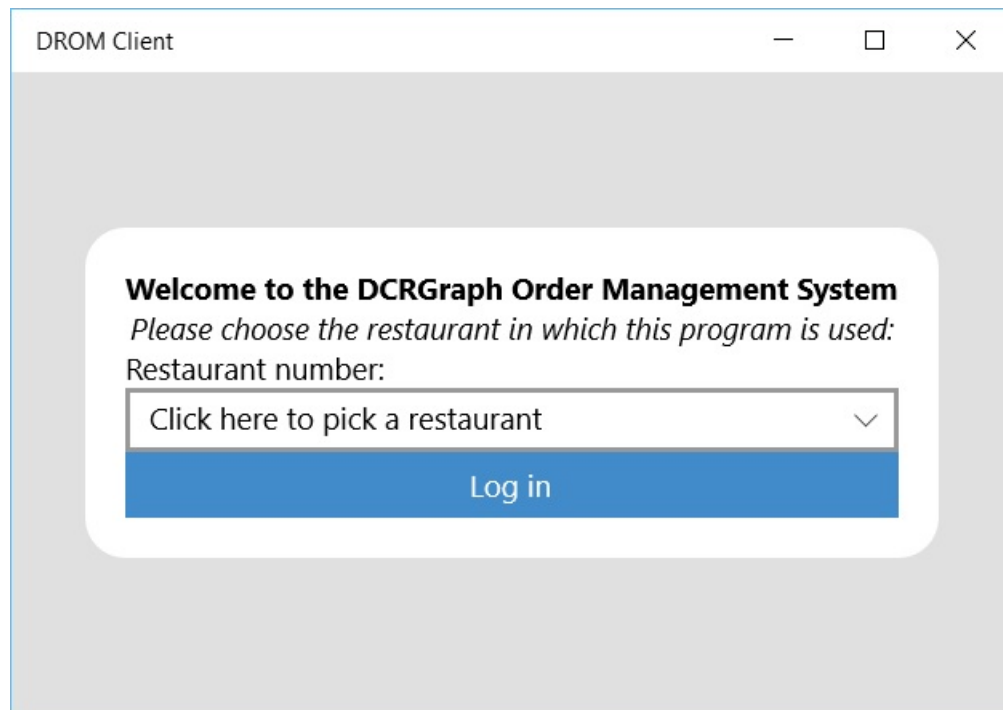 DROM Client
Welcome to the DCRGraph Order Management System
Please choose the restaurant in which this program is used:
Restaurant number:
Click here to pick a restaurant
Log in